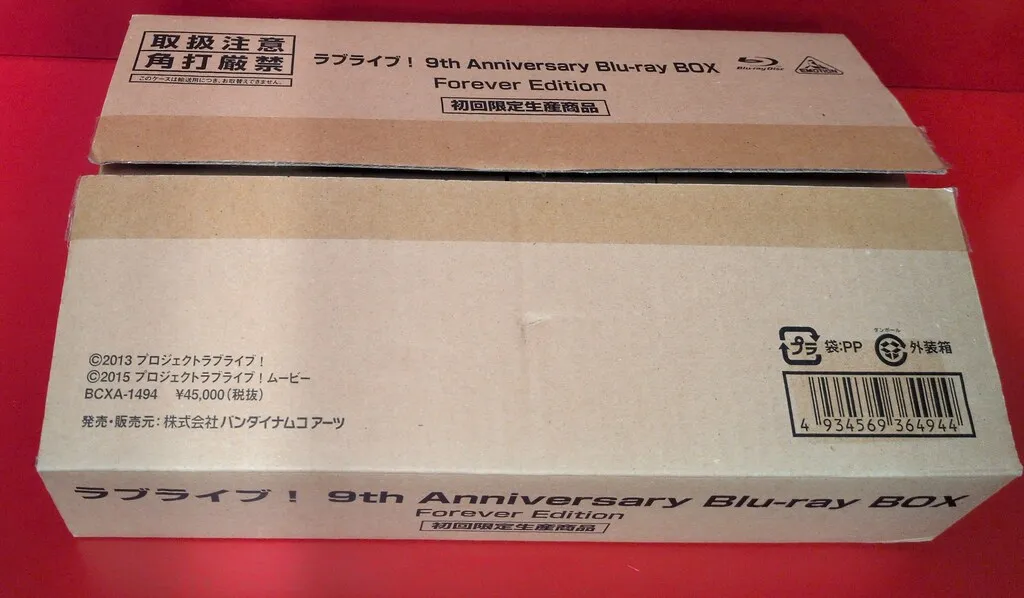 取扱注意
角打厳禁
このケースは輸送用につき、お取替えできません。
ラブライブ！ 9th Anniversary Blu-ray BOX
Forever Edition
初回限定生産商品
Blu-ray Disc
EMOTION
©2013 プロジェクトラブライブ！
©2015 プロジェクトラブライブ！ムービー
BCXA-1494 ¥45,000(税抜)
発売・販売元：株式会社バンダイナムコアーツ
プラ 袋:PP
ダンボール
外装箱
4 934569 364944
ラブライブ！ 9th Anniversary Blu-ray BOX
Forever Edition
初回限定生産商品